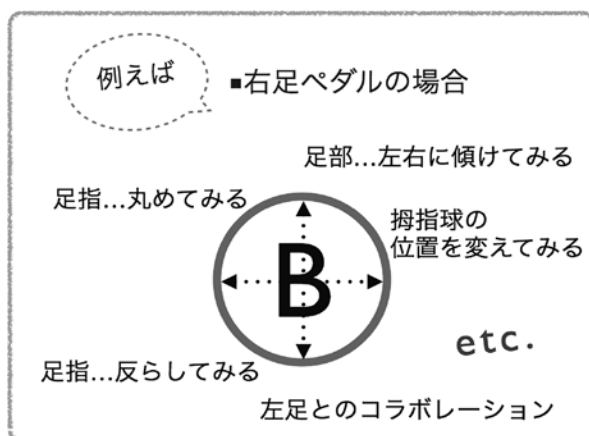 例えば
▪右足ペダルの場合
足部...左右に傾けてみる
足指...丸めてみる
拇指球の
位置を変えてみる
B
etc.
足指...反らしてみる
左足とのコラボレーション